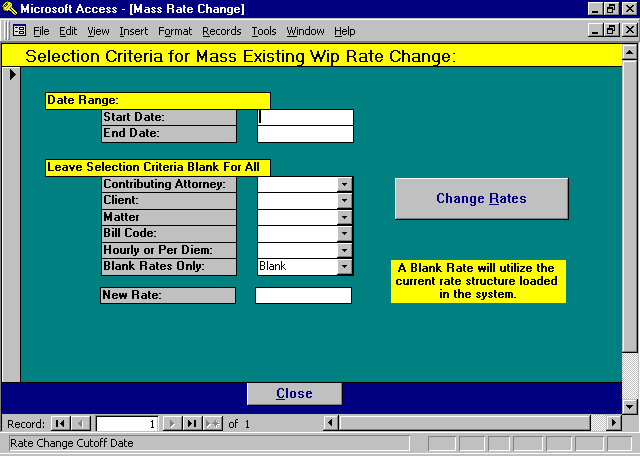 Microsoft Access - [Mass Rate Change]
File Edit View Insert Format Records Tools Window Help
Selection Criteria for Mass Existing Wip Rate Change:
Date Range:
Start Date:
End Date:
Leave Selection Criteria Blank For All
Contributing Attorney:
Client:
Matter
Bill Code:
Hourly or Per Diem:
Blank Rates Only: Blank
New Rate:
Change Rates
A Blank Rate will utilize the
current rate structure loaded
in the system.
Close
Record: 1 of 1
Rate Change Cutoff Date